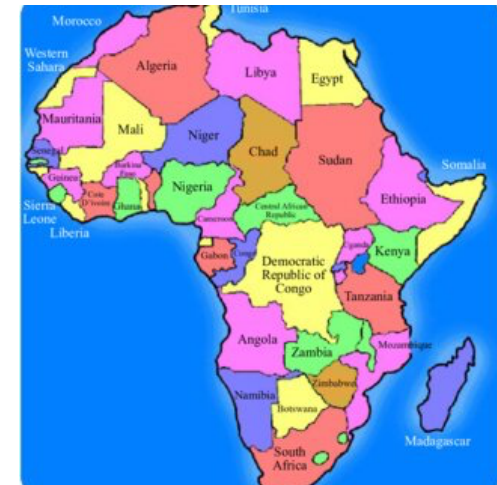 Tunisia
Morocco
Western
Sahara
Algeria
Libya
Egypt
Mauritania
Mali
Niger
Chad
Sudan
Senegal
Burkina
Faso
Guinea
Sierra
Leone
Liberia
Cote
D'Ivoire
Ghana
Nigeria
Cameroon
Central African
Republic
Ethiopia
Somalia
Gabon
Congo
Democratic
Republic of
Congo
Uganda
Kenya
Tanzania
Angola
Zambia
Mozambique
Namibia
Zimbabwe
Botswana
Madagascar
South
Africa